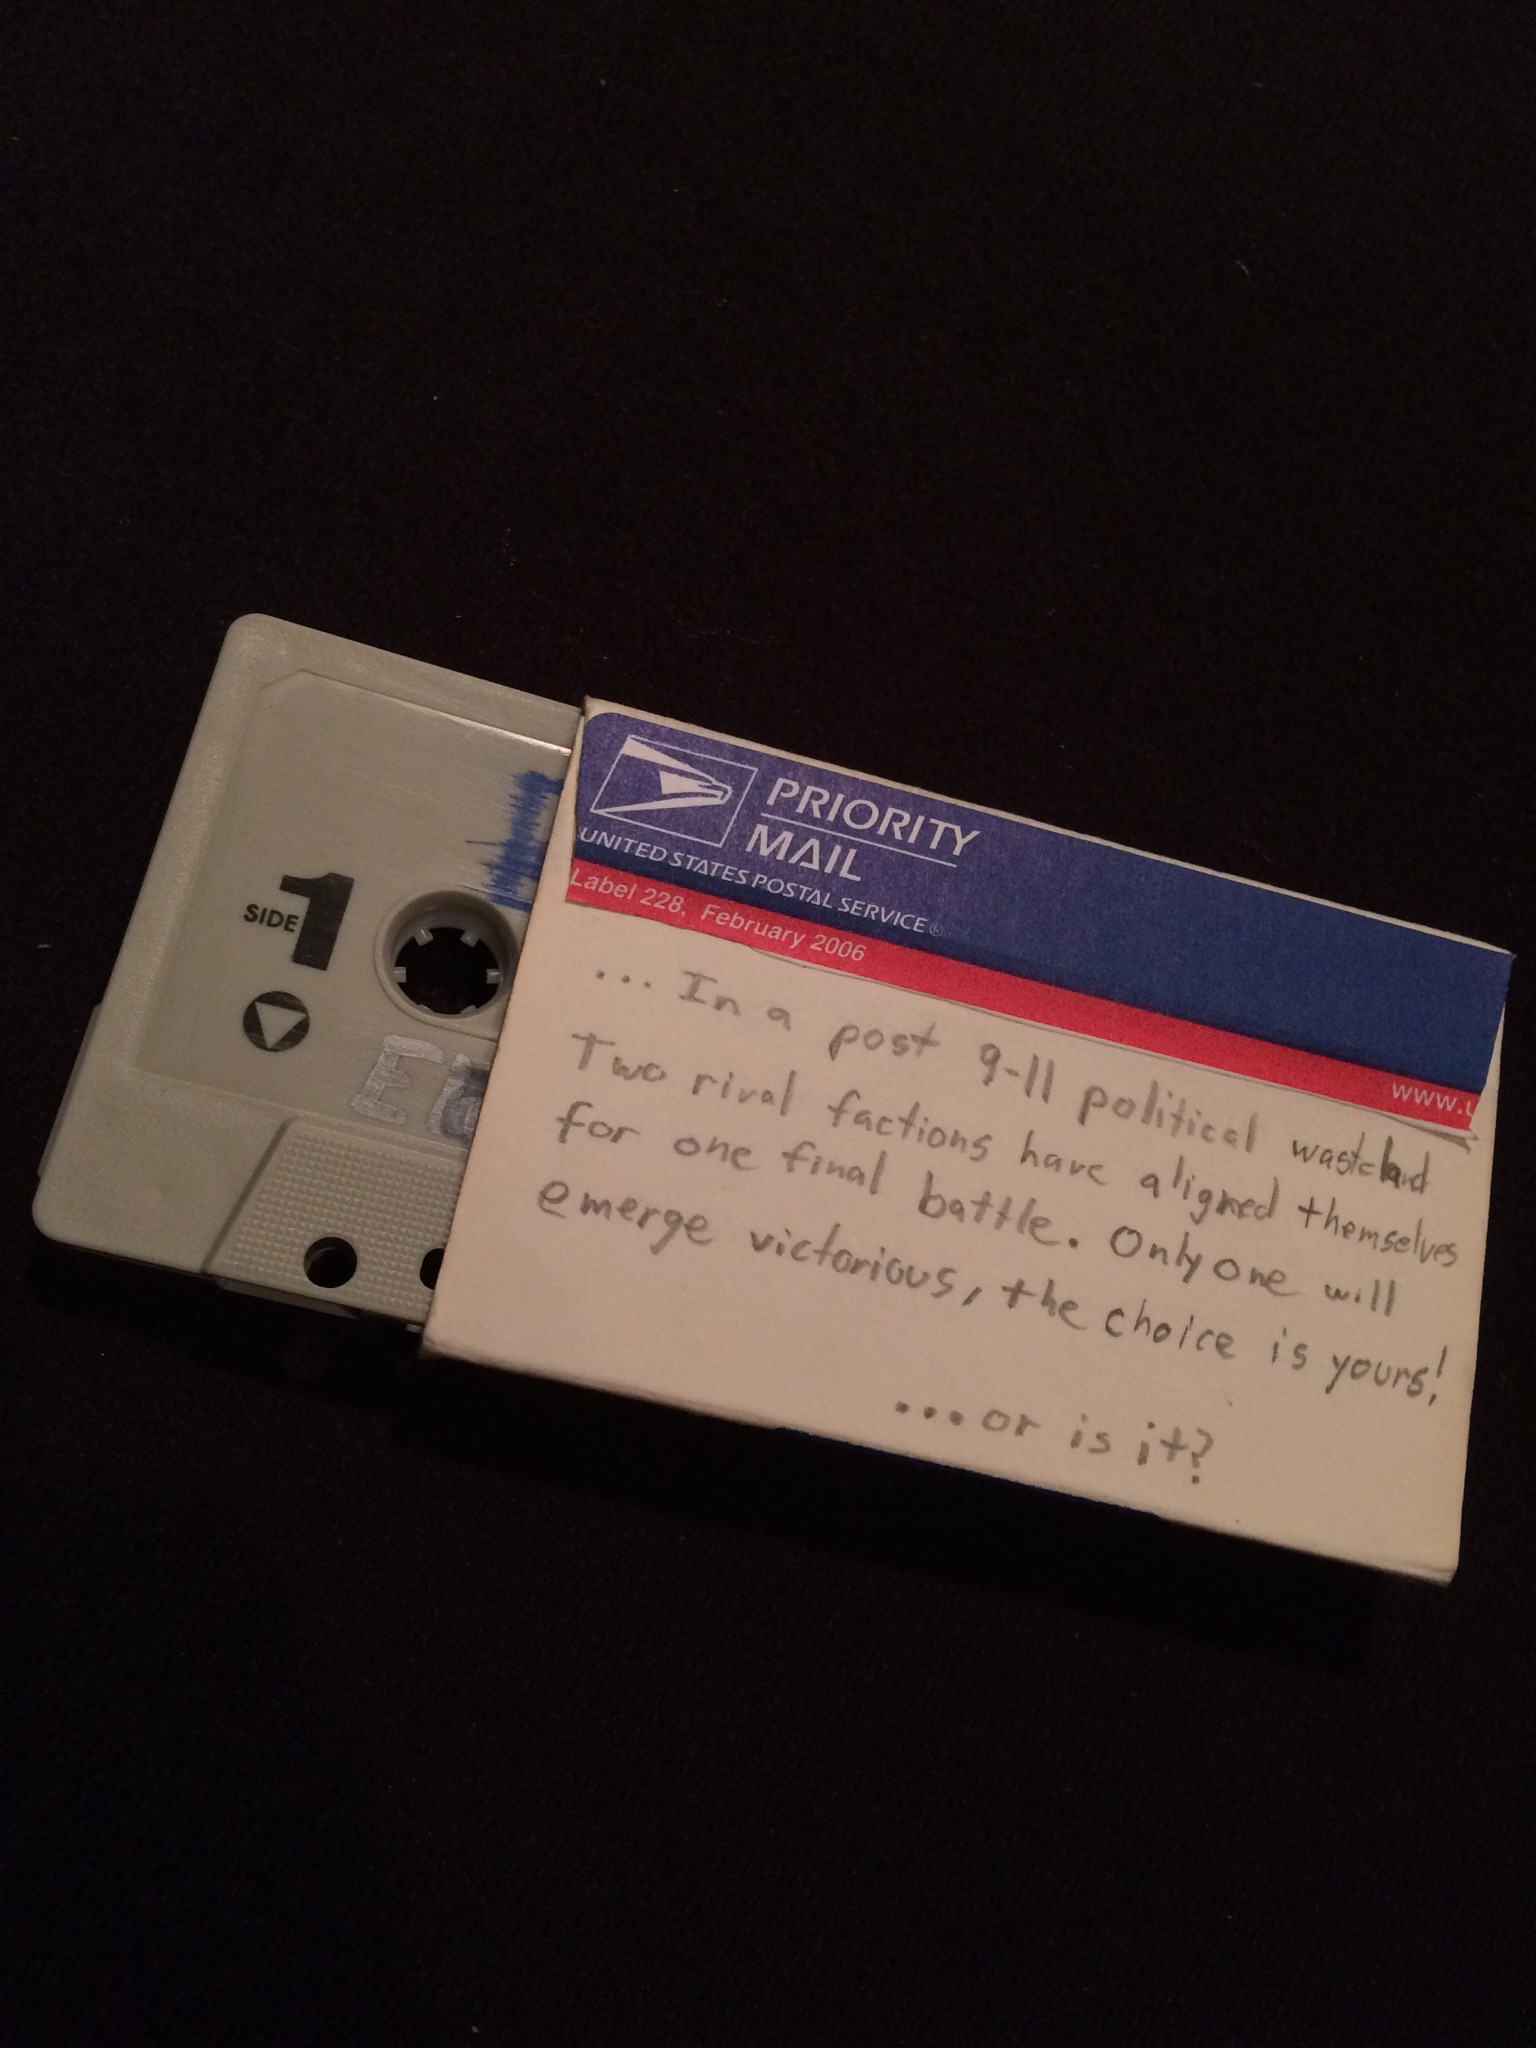 SIDE 1
PRIORITY
MAIL
UNITED STATES POSTAL SERVICE®
Label 228, February 2006
www.u
... In a post 9-11 political wasteland
Two rival factions have aligned themselves
for one final battle. Only one will
emerge victorious, the choice is yours!
...or is it?